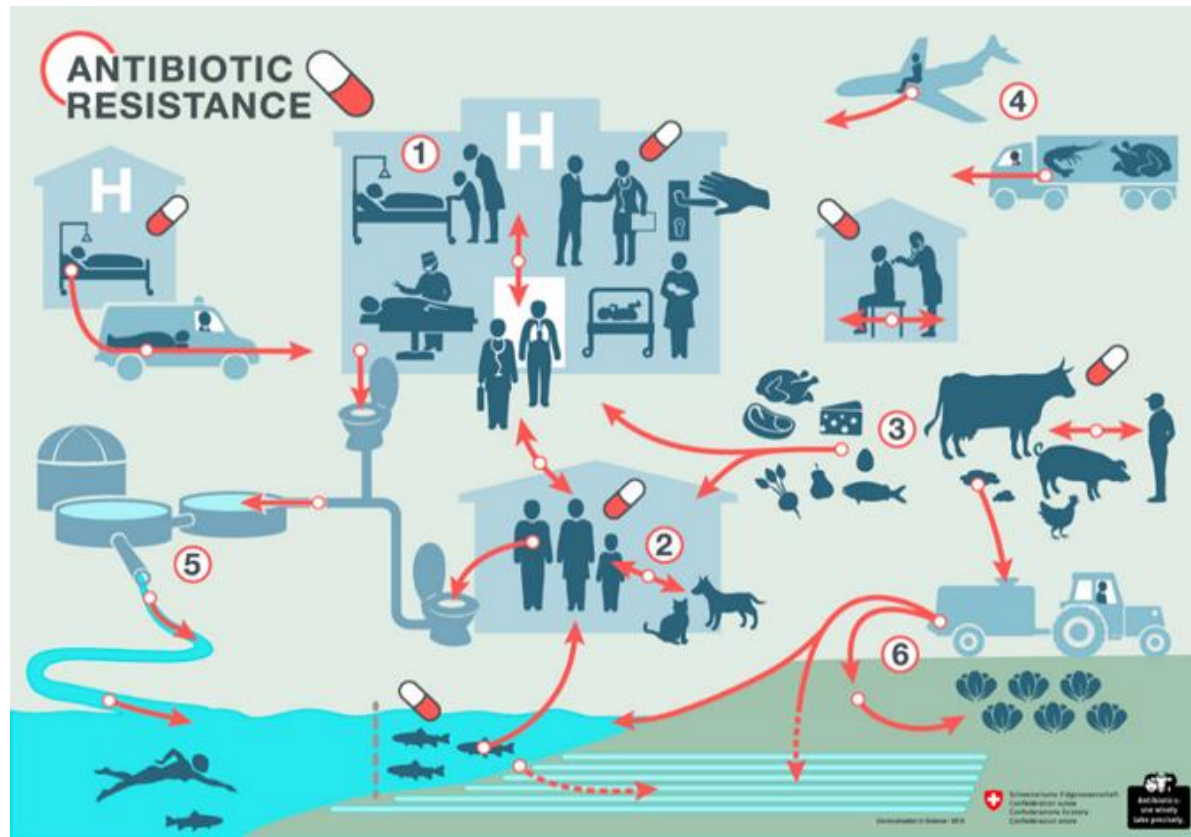 ANTIBIOTIC
RESISTANCE
H
H
1
2
3
4
5
6
Schweizerische Eidgenossenschaft
Confédération suisse
Confederazione Svizzera
Confederaziun svizra
Antibiotics:
use wisely
take precisely.